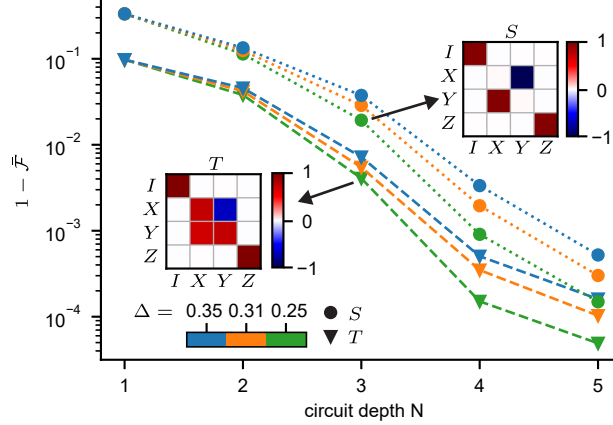 10⁻¹
10⁻²
10⁻³
10⁻⁴
1 − 𝓕̄
S
I
X
Y
Z
I X Y Z
1
0
−1
T
I
X
Y
Z
I X Y Z
1
0
−1
Δ = 0.35 0.31 0.25
S
T
1 2 3 4 5
circuit depth N